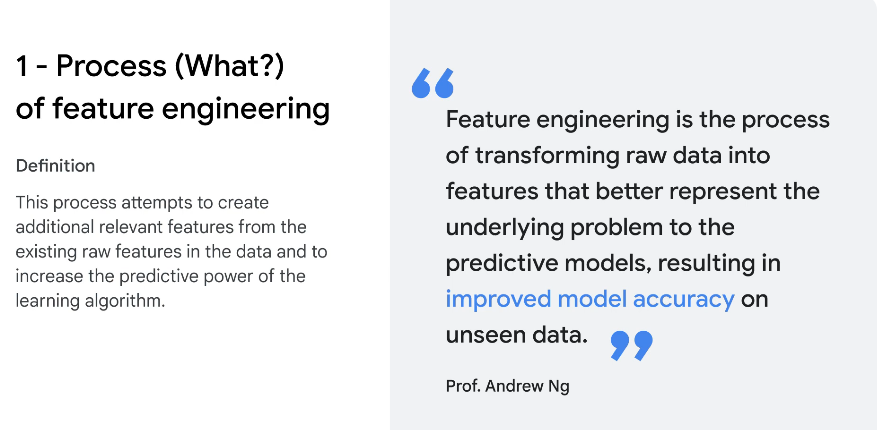 1 - Process (What?)
of feature engineering
Definition
This process attempts to create
additional relevant features from the
existing raw features in the data and to
increase the predictive power of the
learning algorithm.
“
Feature engineering is the process
of transforming raw data into
features that better represent the
underlying problem to the
predictive models, resulting in
improved model accuracy on
unseen data. ”
Prof. Andrew Ng